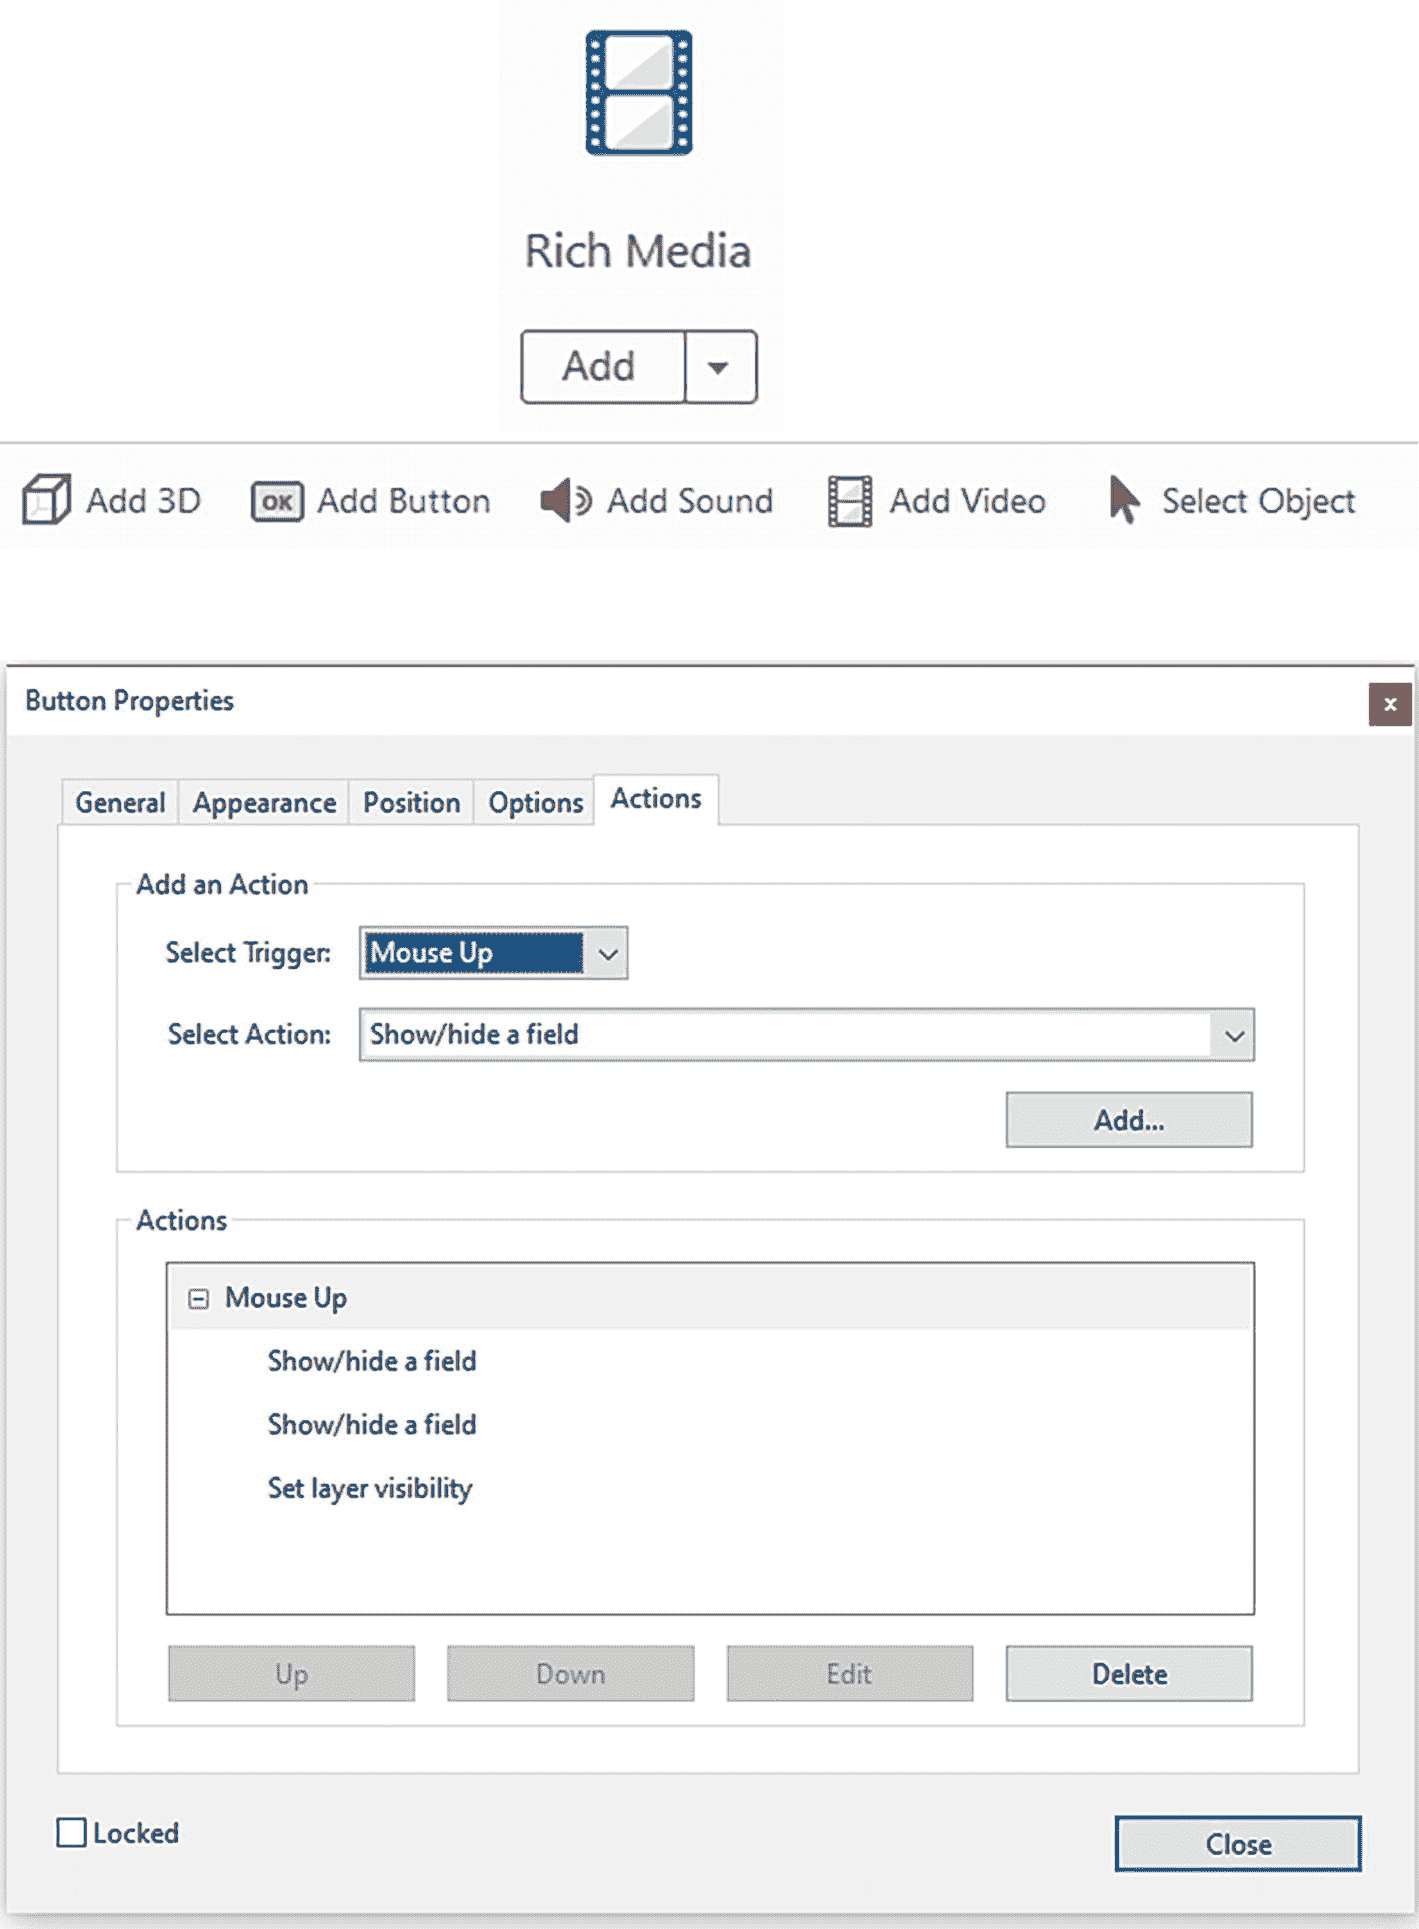 Rich Media
Add
Add 3D OK Add Button Add Sound Add Video Select Object
Button Properties x
General Appearance Position Options Actions
Add an Action
Select Trigger: Mouse Up
Select Action: Show/hide a field
Add...
Actions
Mouse Up
Show/hide a field
Show/hide a field
Set layer visibility
Up Down Edit Delete
Locked
Close